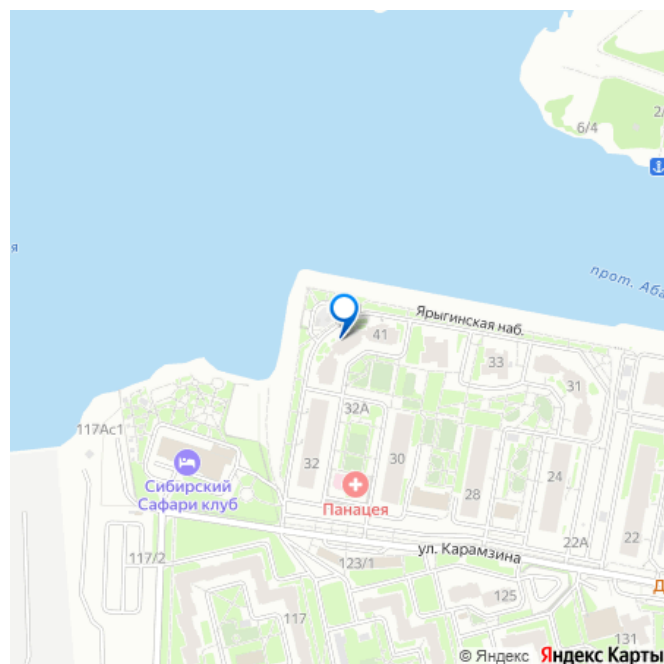 2/
6/4
я
прот. Аба
Ярыгинская наб.
41
33
31
32А
117Ас1
32
30
28
24
22А
22
Сибирский
Сафари клуб
Панацея
ул. Карамзина
117/2
123/1
117
125
131
Д
© Яндекс Яндекс Карты